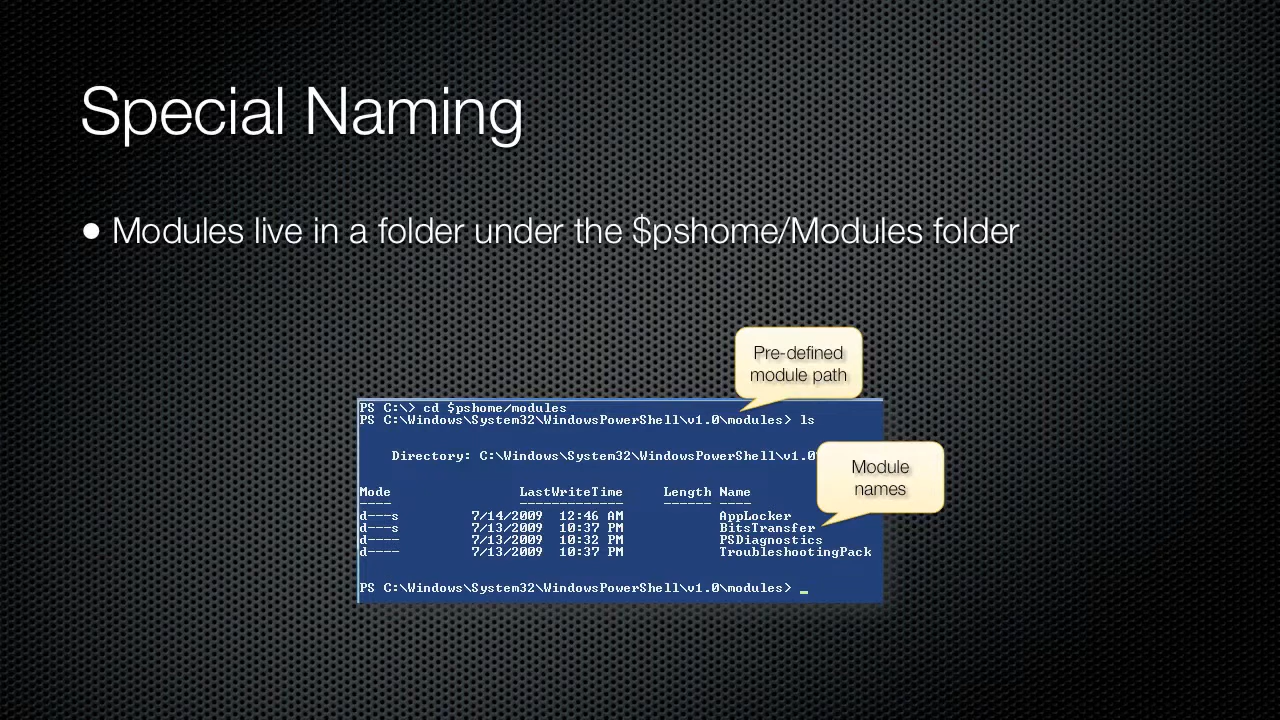 Special Naming
● Modules live in a folder under the $pshome/Modules folder
Pre-defined
module path
PS C:\> cd $pshome/modules
PS C:\Windows\System32\WindowsPowerShell\v1.0\modules> ls
Directory: C:\Windows\System32\WindowsPowerShell\v1.0
Module
names
Mode LastWriteTime Length Name
---- ------------- ------ ----
d---s 7/14/2009 12:46 AM AppLocker
d---s 7/13/2009 10:37 PM BitsTransfer
d---- 7/13/2009 10:32 PM PSDiagnostics
d---- 7/13/2009 10:37 PM TroubleshootingPack
PS C:\Windows\System32\WindowsPowerShell\v1.0\modules> _